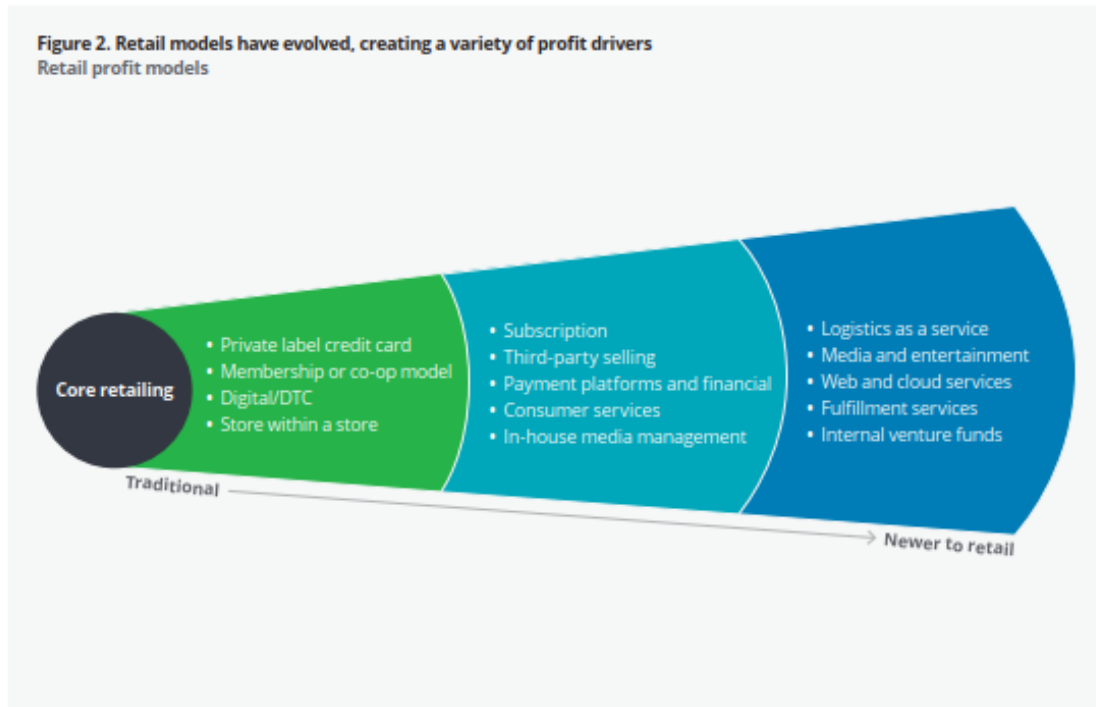 Figure 2. Retail models have evolved, creating a variety of profit drivers
Retail profit models
Core retailing
• Private label credit card
• Membership or co-op model
• Digital/DTC
• Store within a store
• Subscription
• Third-party selling
• Payment platforms and financial
• Consumer services
• In-house media management
• Logistics as a service
• Media and entertainment
• Web and cloud services
• Fulfillment services
• Internal venture funds
Traditional
Newer to retail